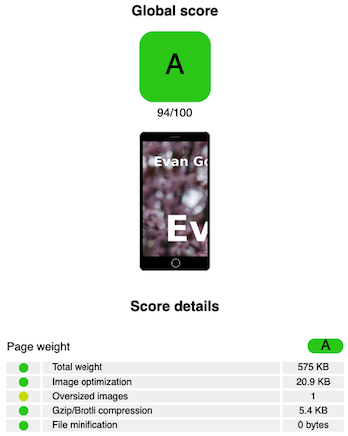 Global score
A
94/100
Evan Go
Ev
Score details
Page weight A
Total weight 575 KB
Image optimization 20.9 KB
Oversized images 1
Gzip/Brotli compression 5.4 KB
File minification 0 bytes